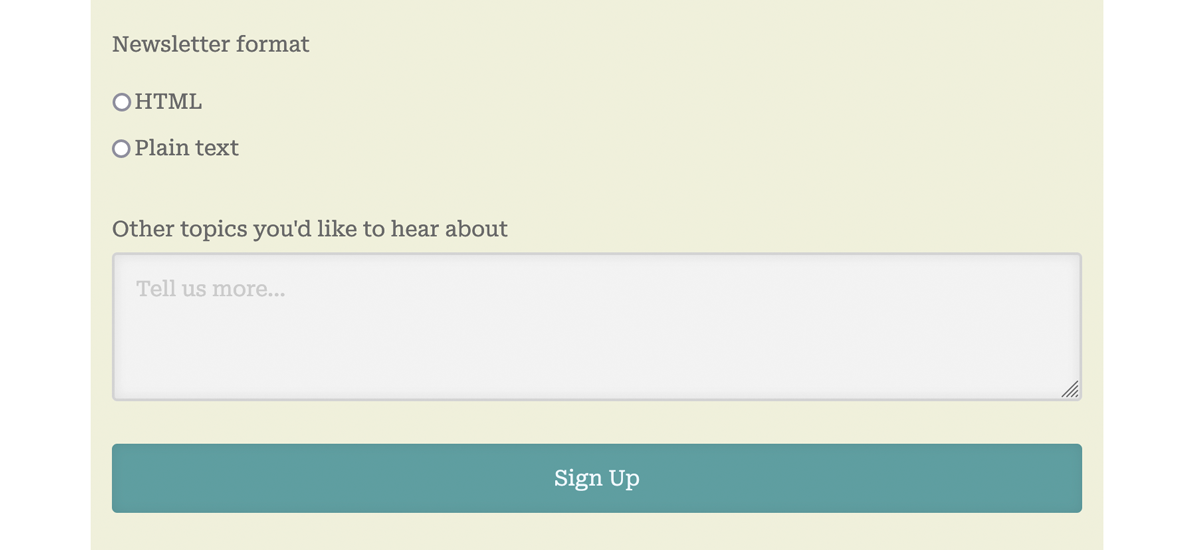 Newsletter format
HTML
Plain text
Other topics you'd like to hear about
Tell us more...
Sign Up